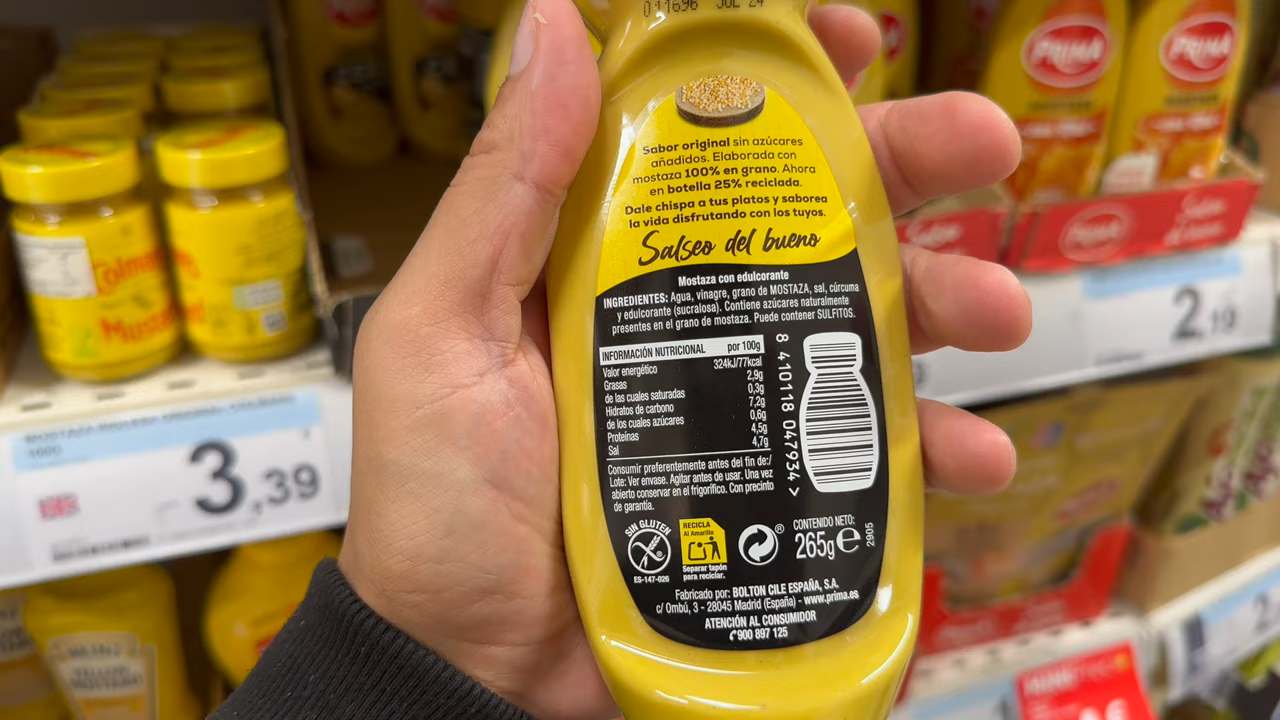 011696 JUL 24
Sabor original sin azúcares
añadidos. Elaborada con
mostaza 100% en grano. Ahora
en botella 25% reciclada.
Dale chispa a tus platos y saborea
la vida disfrutando con los tuyos.
Salseo del bueno
Mostaza con edulcorante
INGREDIENTES: Agua, vinagre, grano de MOSTAZA, sal, cúrcuma
y edulcorante (sucralosa). Contiene azúcares naturalmente
presentes en el grano de mostaza. Puede contener SULFITOS.
INFORMACIÓN NUTRICIONAL por 100g
Valor energético 324kJ/77kcal
Grasas 2,9g
de las cuales saturadas 0,3g
Hidratos de carbono 7,2g
de los cuales azúcares 0,6g
Proteínas 4,5g
Sal 4,7g
8 410118 047934 >
Consumir preferentemente antes del fin de:/
Lote: Ver envase. Agitar antes de usar. Una vez
abierto conservar en el frigorífico. Con precinto
de garantía.
SIN GLUTEN
ES-147-026
RECICLA
Al Amarillo
Separar tapón
para reciclar.
®
CONTENIDO NETO:
265g e
2905
Fabricado por: BOLTON CILE ESPAÑA, S.A.
c/ Ombú, 3 - 28045 Madrid (España) - www.prima.es
ATENCIÓN AL CONSUMIDOR
900 897 125
PRIMA
PRIMA
3,39
2,19